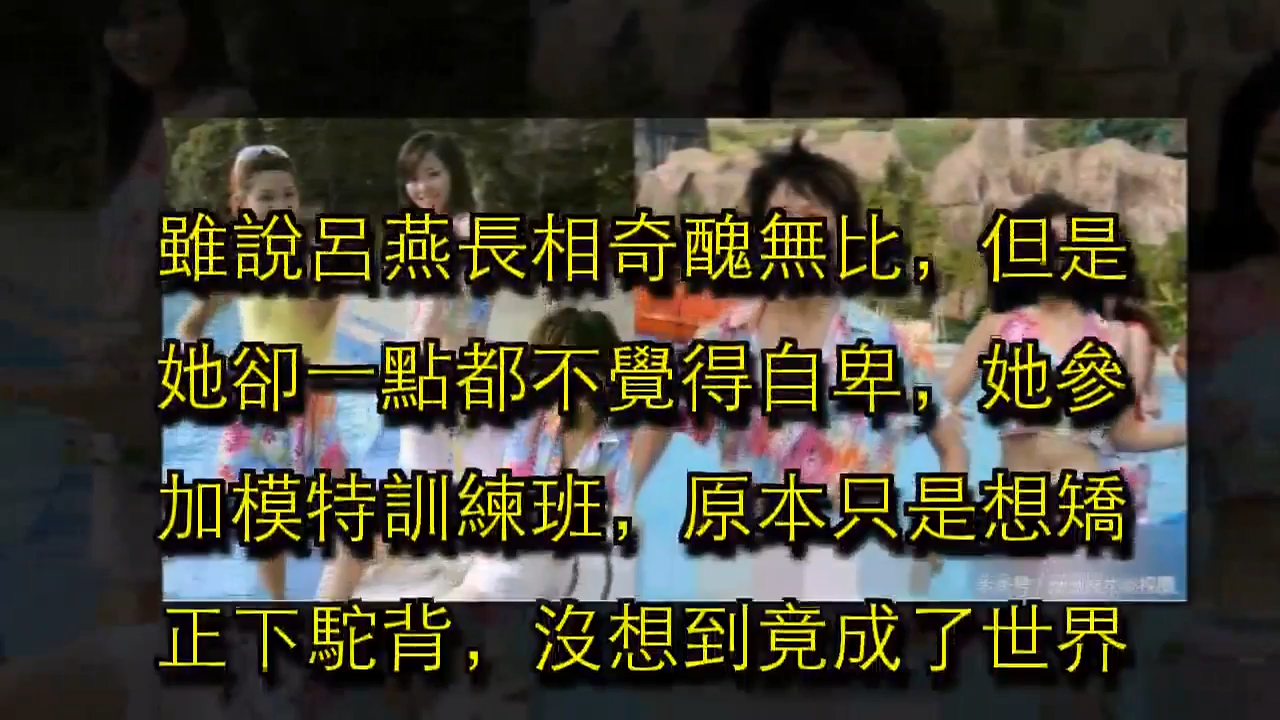 雖說呂燕長相奇醜無比，但是
她卻一點都不覺得自卑，她參
加模特訓練班，原本只是想矯
正下駝背，沒想到竟成了世界